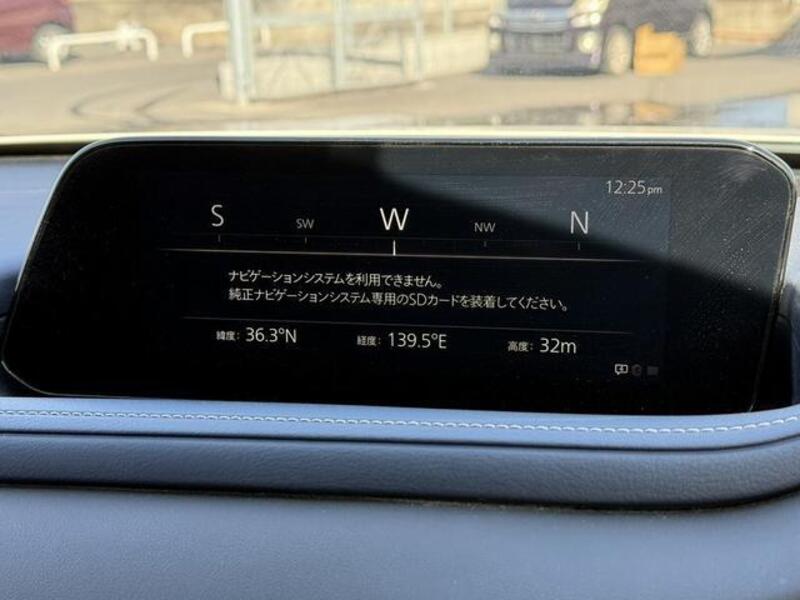 12:25pm
S SW W NW N
ナビゲーションシステムを利用できません。
純正ナビゲーションシステム専用のSDカードを装着してください。
緯度: 36.3°N 経度: 139.5°E 高度: 32m